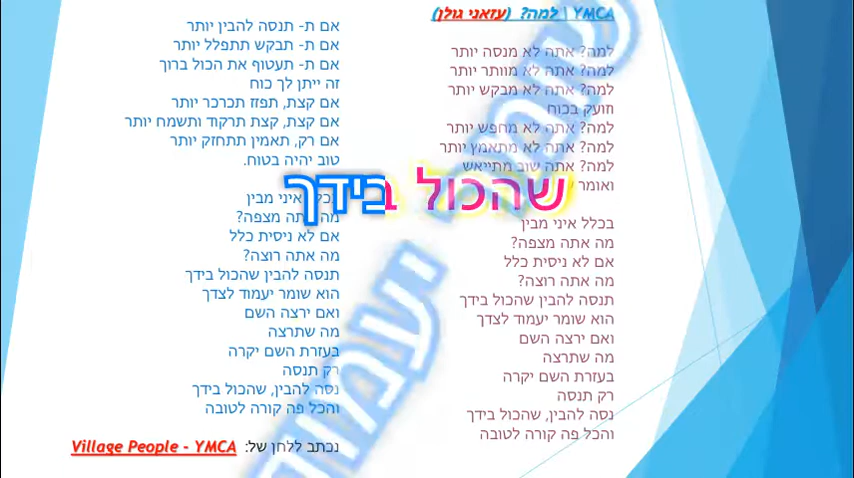 YMCA | למה? (עזאני גולן)
למה? אתה לא מנסה יותר
למה? אתה לא מוותר יותר
למה? אתה לא מבקש יותר
וזועק בכוח
למה? אתה לא מחפש יותר
למה? אתה לא מתאמץ יותר
למה? אתה שוב מתייאש
ואומר
בכלל איני מבין
מה אתה מצפה?
אם לא ניסית כלל
מה אתה רוצה?
תנסה להבין שהכול בידך
הוא שומר יעמוד לצדך
ואם ירצה השם
מה שתרצה
בעזרת השם יקרה
רק תנסה
נסה להבין, שהכול בידך
והכל פה קורה לטובה
אם ת- תנסה להבין יותר
אם ת- תבקש תתפלל יותר
אם ת- תעטוף את הכול ברוך
זה ייתן לך כוח
אם קצת, תפזז תכרכר יותר
אם קצת, קצת תרקוד ותשמח יותר
אם רק, תאמין תתחזק יותר
טוב יהיה בטוח.
בכלל איני מבין
מה אתה מצפה?
אם לא ניסית כלל
מה אתה רוצה?
תנסה להבין שהכול בידך
הוא שומר יעמוד לצדך
ואם ירצה השם
מה שתרצה
בעזרת השם יקרה
רק תנסה
נסה להבין, שהכול בידך
והכל פה קורה לטובה
נכתב ללחן של: Village People - YMCA
שהכול בידך
יעמוד